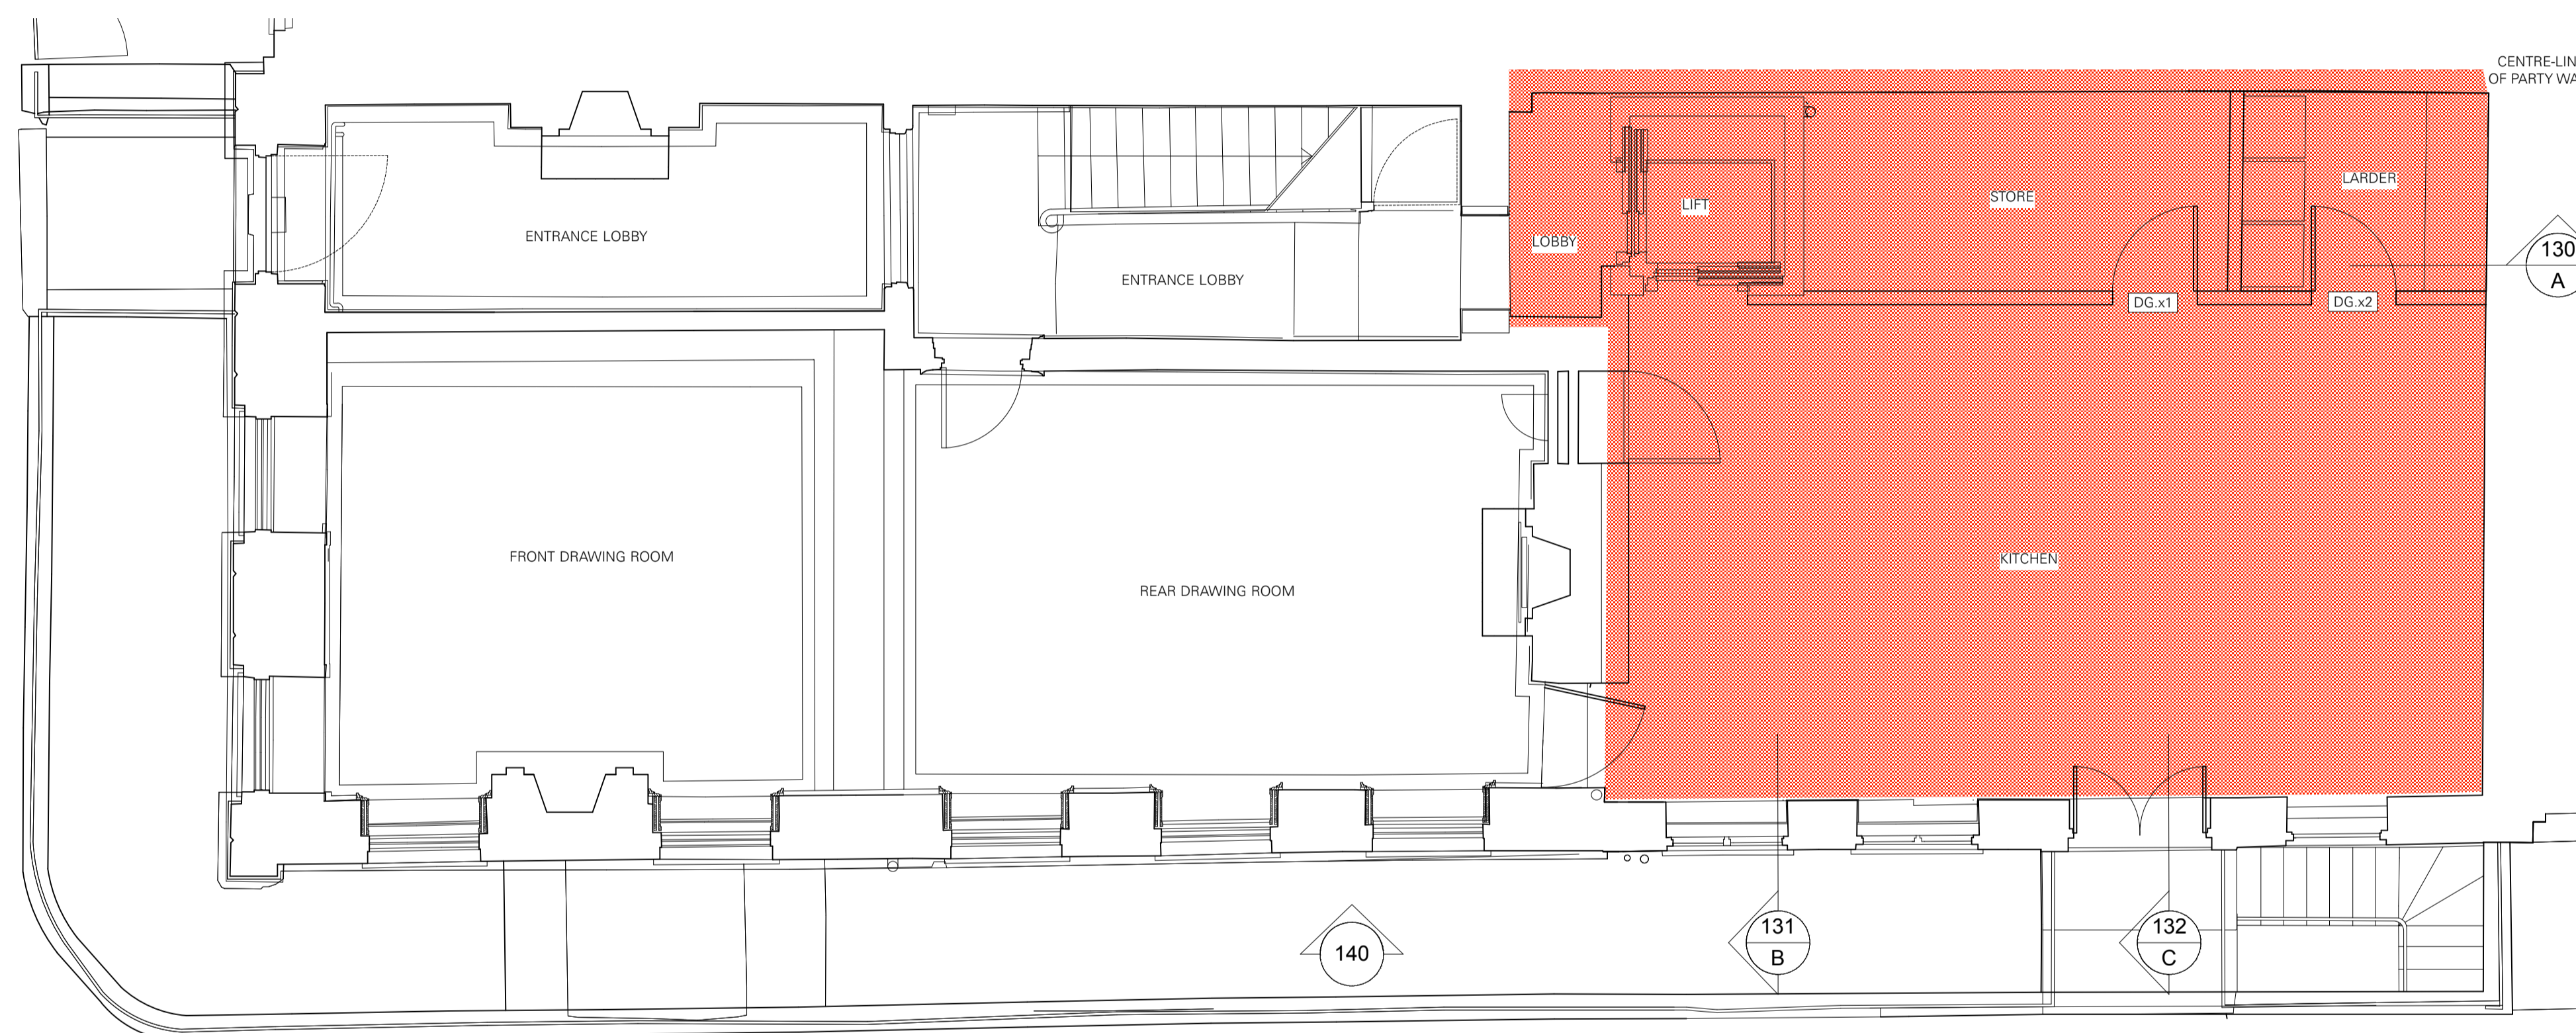 CENTRE-LIN
OF PARTY WA
ENTRANCE LOBBY
ENTRANCE LOBBY
LOBBY
LIFT
STORE
LARDER
130
A
DG.x1
DG.x2
FRONT DRAWING ROOM
REAR DRAWING ROOM
KITCHEN
140
131
B
132
C